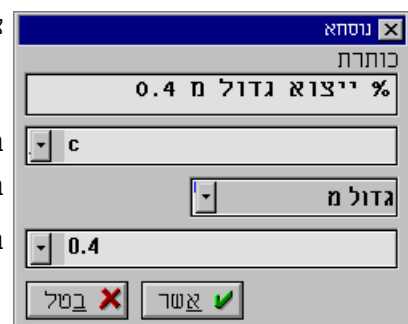 נוסחא
כותרת
% ייצוא גדול מ 0.4
c
גדול מ
0.4
אשר
בטל